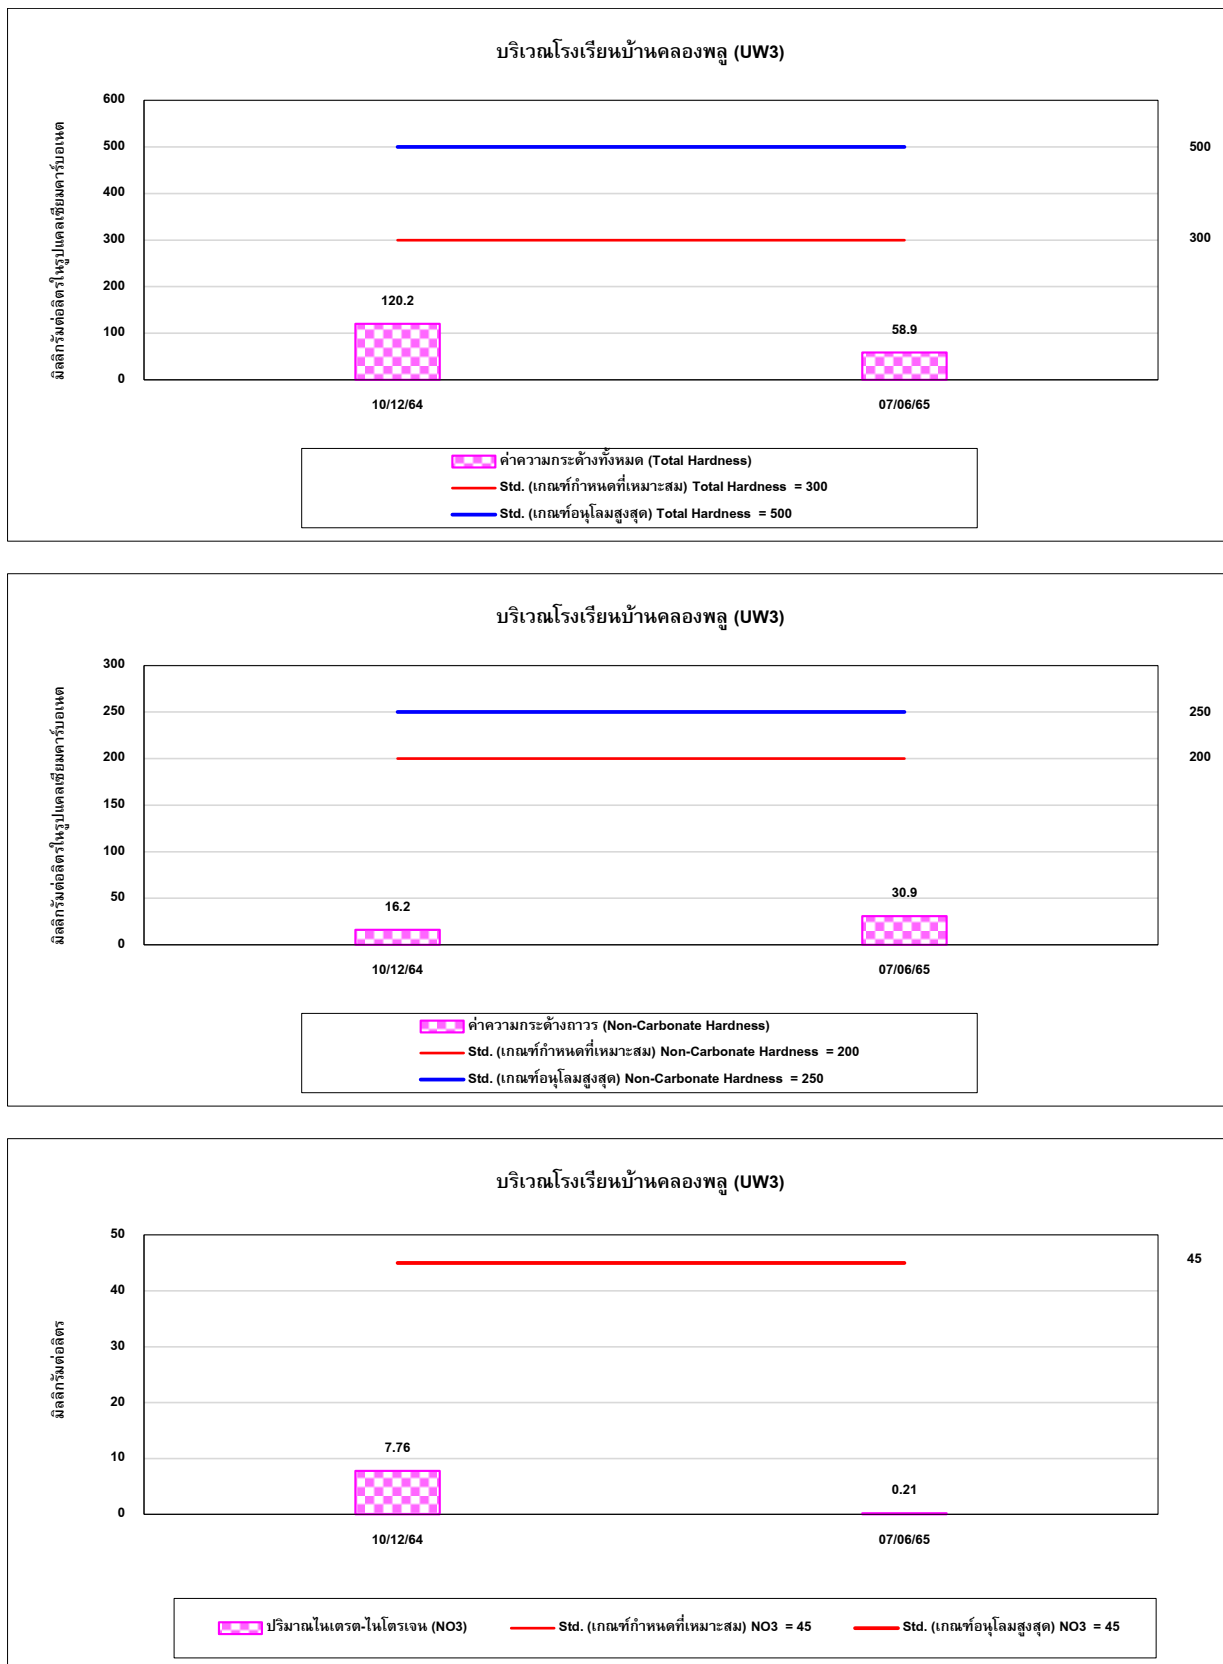 บริเวณโรงเรียนบ้านคลองพลู (UW3)
มิลลิกรัมต่อลิตรในรูปแคลเซียมคาร์บอเนต
600
500
400
300
200
100
0
500
300
120.2
58.9
10/12/64
07/06/65
ค่าความกระด้างทั้งหมด (Total Hardness)
Std. (เกณฑ์กำหนดที่เหมาะสม) Total Hardness = 300
Std. (เกณฑ์อนุโลมสูงสุด) Total Hardness = 500
บริเวณโรงเรียนบ้านคลองพลู (UW3)
มิลลิกรัมต่อลิตรในรูปแคลเซียมคาร์บอเนต
300
250
200
150
100
50
0
250
200
16.2
30.9
10/12/64
07/06/65
ค่าความกระด้างถาวร (Non-Carbonate Hardness)
Std. (เกณฑ์กำหนดที่เหมาะสม) Non-Carbonate Hardness = 200
Std. (เกณฑ์อนุโลมสูงสุด) Non-Carbonate Hardness = 250
บริเวณโรงเรียนบ้านคลองพลู (UW3)
มิลลิกรัมต่อลิตร
50
40
30
20
10
0
45
7.76
0.21
10/12/64
07/06/65
ปริมาณไนเตรต-ไนโตรเจน (NO3)
Std. (เกณฑ์กำหนดที่เหมาะสม) NO3 = 45
Std. (เกณฑ์อนุโลมสูงสุด) NO3 = 45